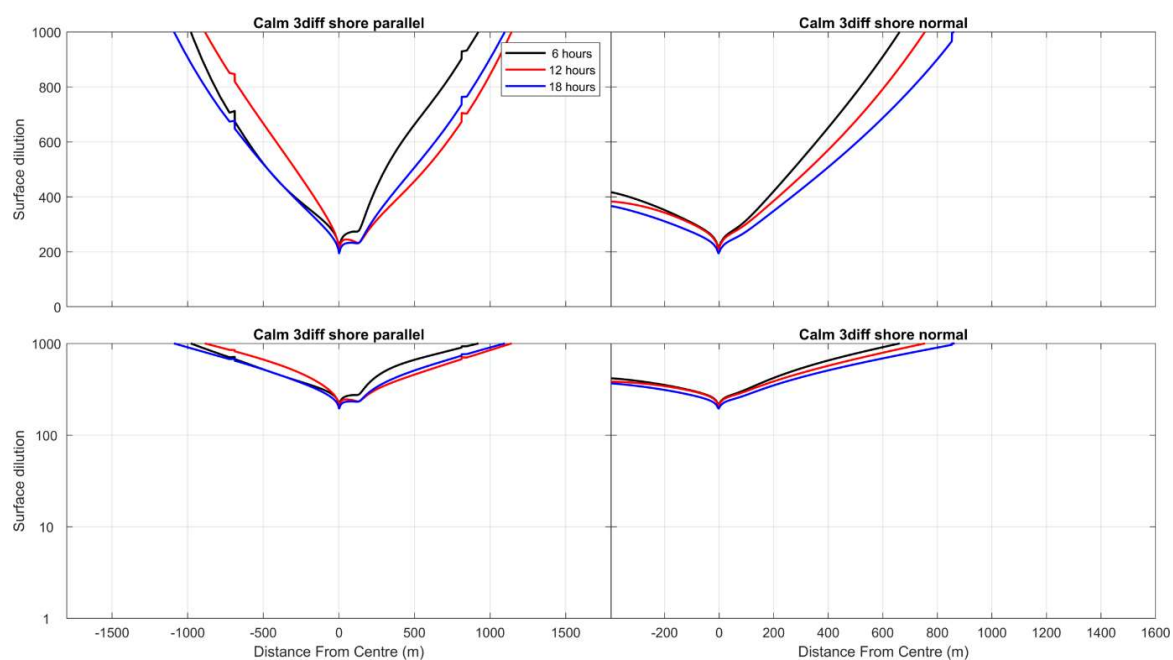 Calm 3diff shore parallel
Calm 3diff shore normal
1000
800
600
400
200
0
Surface dilution
-1500 -1000 -500 0 500 1000 1500
-200 0 200 400 600 800 1000 1200 1400 1600
6 hours
12 hours
18 hours
Calm 3diff shore parallel
Calm 3diff shore normal
1000
100
10
1
Surface dilution
-1500 -1000 -500 0 500 1000 1500
-200 0 200 400 600 800 1000 1200 1400 1600
Distance From Centre (m)
Distance From Centre (m)